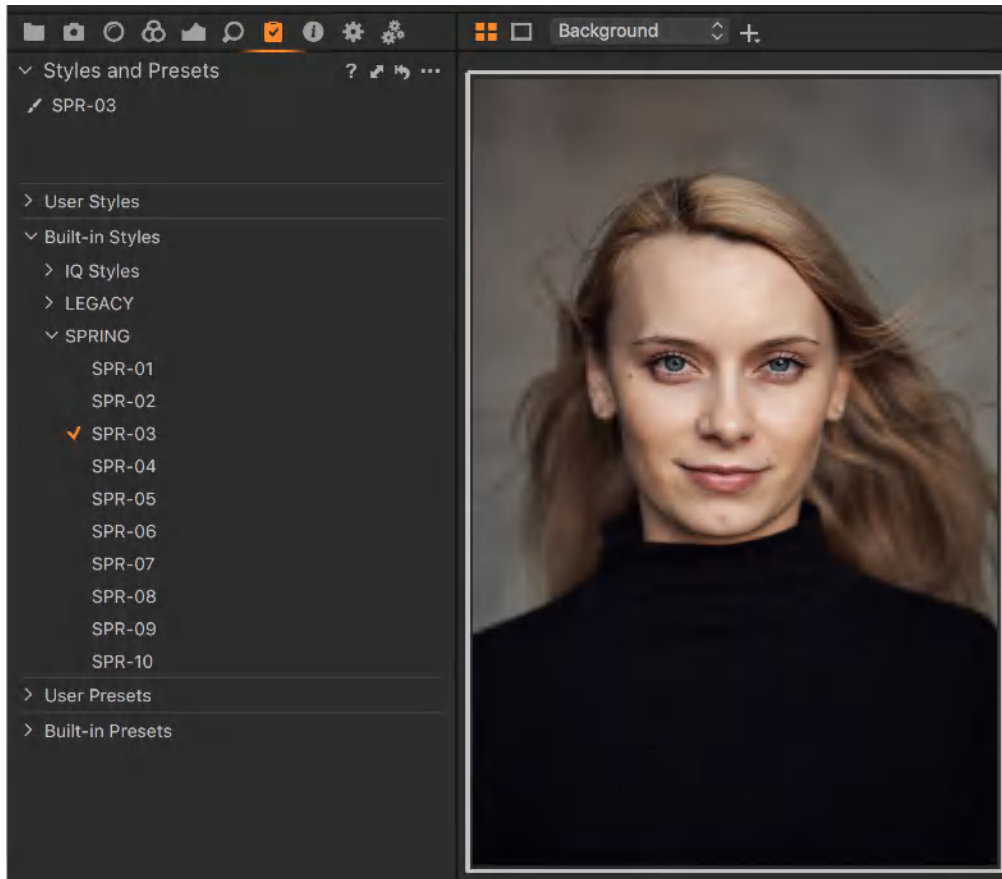 Background
Styles and Presets
SPR-03
User Styles
Built-in Styles
IQ Styles
LEGACY
SPRING
SPR-01
SPR-02
SPR-03
SPR-04
SPR-05
SPR-06
SPR-07
SPR-08
SPR-09
SPR-10
User Presets
Built-in Presets